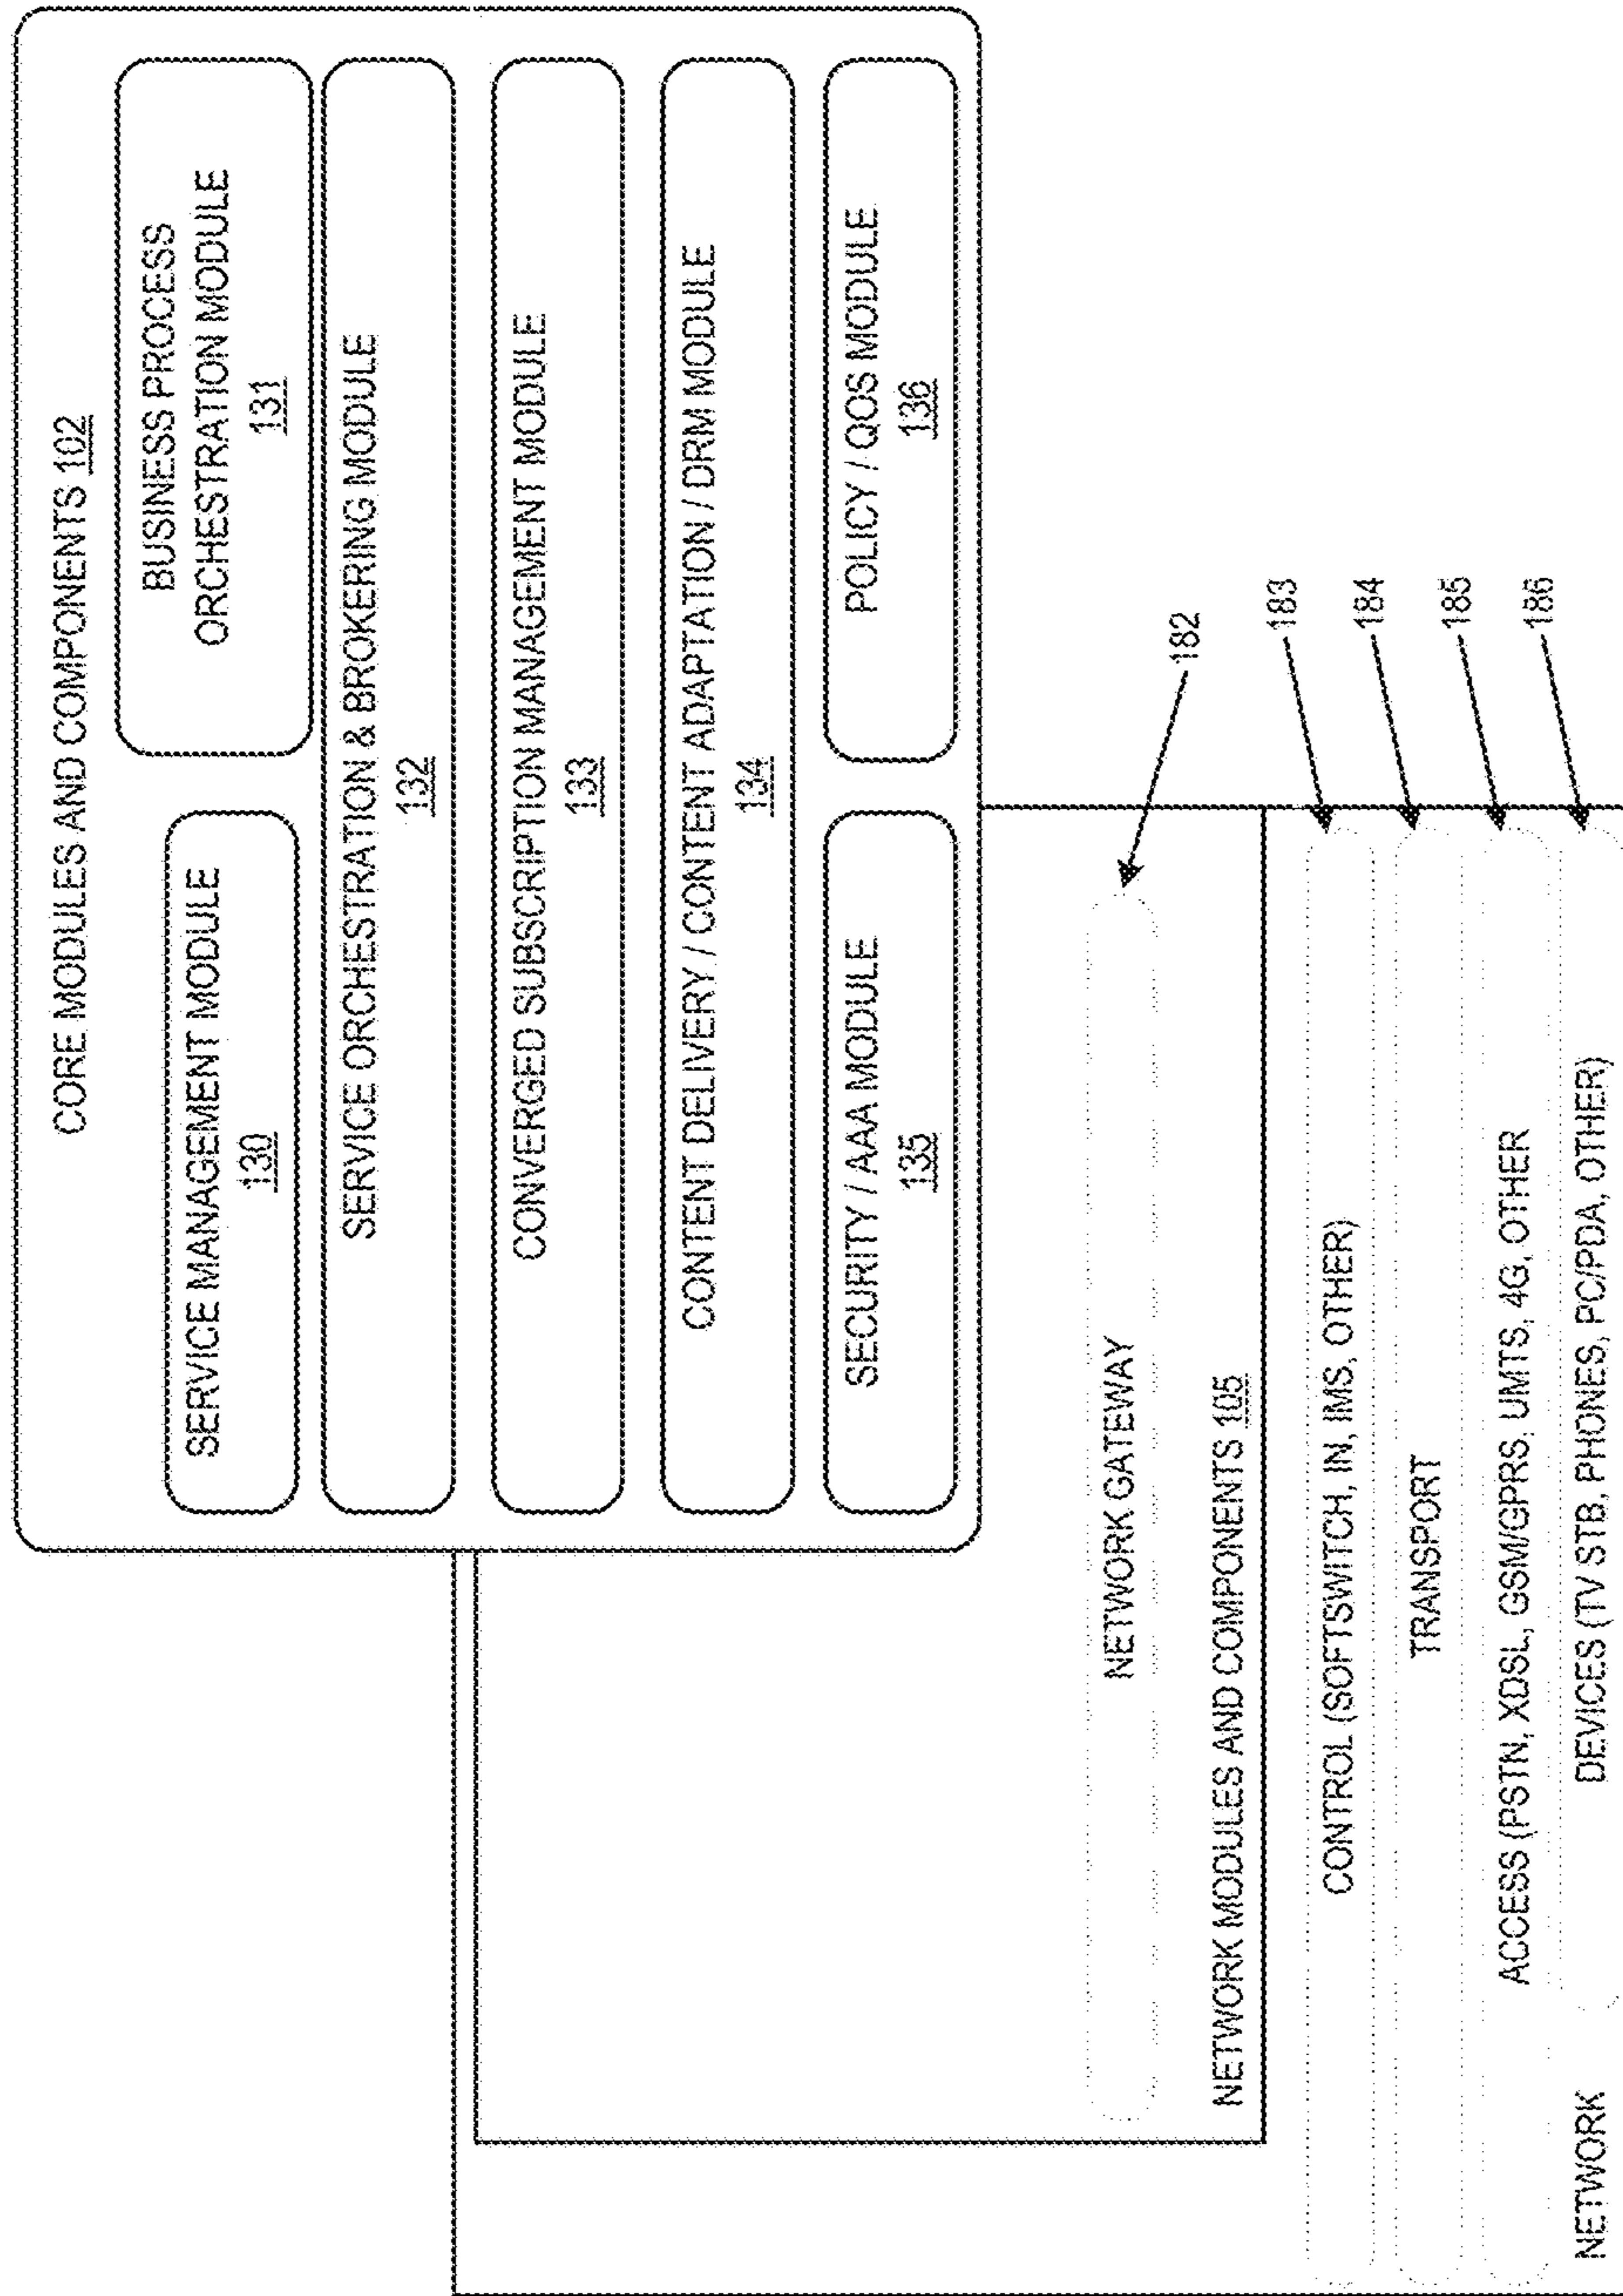 CORE MODULES AND COMPONENTS 102
SERVICE MANAGEMENT MODULE
130
BUSINESS PROCESS
ORCHESTRATION MODULE
131
SERVICE ORCHESTRATION & BROKERING MODULE
132
CONVERGED SUBSCRIPTION MANAGEMENT MODULE
133
CONTENT DELIVERY / CONTENT ADAPTATION / DRM MODULE
134
SECURITY / AAA MODULE
135
POLICY / QOS MODULE
136
NETWORK GATEWAY
182
NETWORK MODULES AND COMPONENTS 105
CONTROL (SOFTSWITCH, IN, IMS, OTHER)
183
TRANSPORT
184
ACCESS (PSTN, XDSL, GSM/GPRS, UMTS, 4G, OTHER
185
NETWORK
DEVICES (TV STB, PHONES, PC/PDA, OTHER)
186